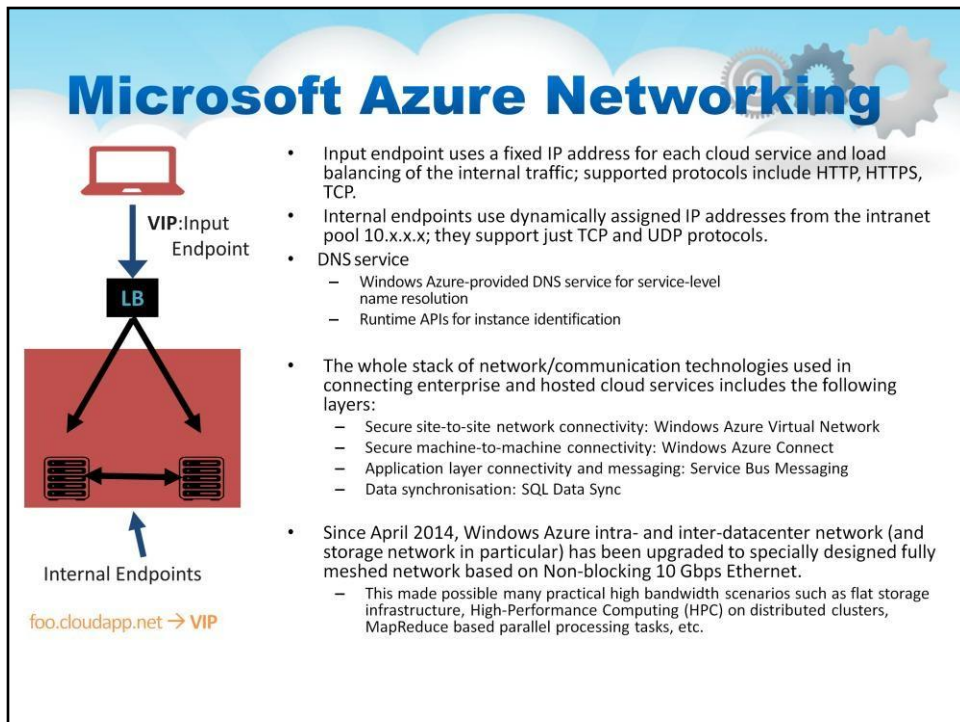 Microsoft Azure Networking
VIP:Input
Endpoint
LB
Internal Endpoints
foo.cloudapp.net → VIP
• Input endpoint uses a fixed IP address for each cloud service and load
balancing of the internal traffic; supported protocols include HTTP, HTTPS,
TCP.
• Internal endpoints use dynamically assigned IP addresses from the intranet
pool 10.x.x.x; they support just TCP and UDP protocols.
• DNS service
– Windows Azure-provided DNS service for service-level
name resolution
– Runtime APIs for instance identification
• The whole stack of network/communication technologies used in
connecting enterprise and hosted cloud services includes the following
layers:
– Secure site-to-site network connectivity: Windows Azure Virtual Network
– Secure machine-to-machine connectivity: Windows Azure Connect
– Application layer connectivity and messaging: Service Bus Messaging
– Data synchronisation: SQL Data Sync
• Since April 2014, Windows Azure intra- and inter-datacenter network (and
storage network in particular) has been upgraded to specially designed fully
meshed network based on Non-blocking 10 Gbps Ethernet.
– This made possible many practical high bandwidth scenarios such as flat storage
infrastructure, High-Performance Computing (HPC) on distributed clusters,
MapReduce based parallel processing tasks, etc.